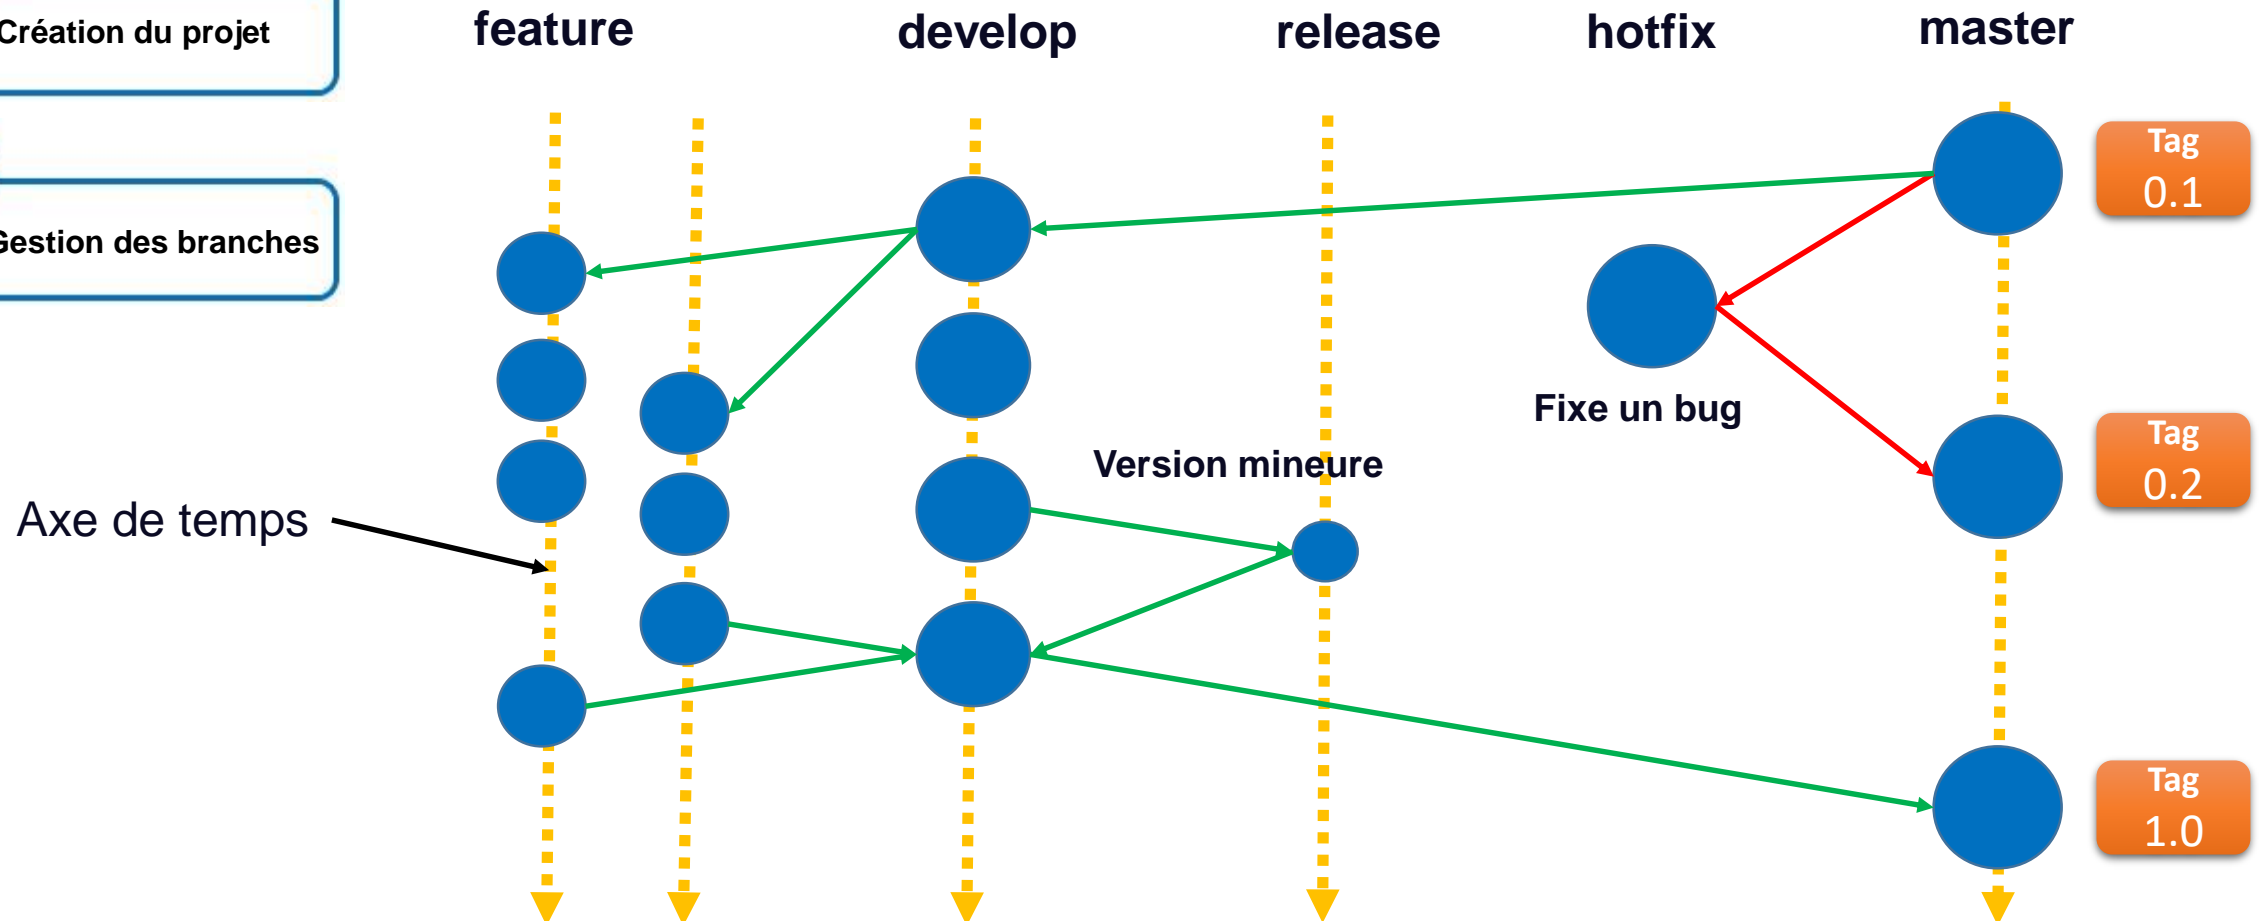 Création du projet
feature
develop
release
hotfix
master
Tag
0.1
Gestion des branches
Fixe un bug
Version mineure
Tag
0.2
Axe de temps
Tag
1.0